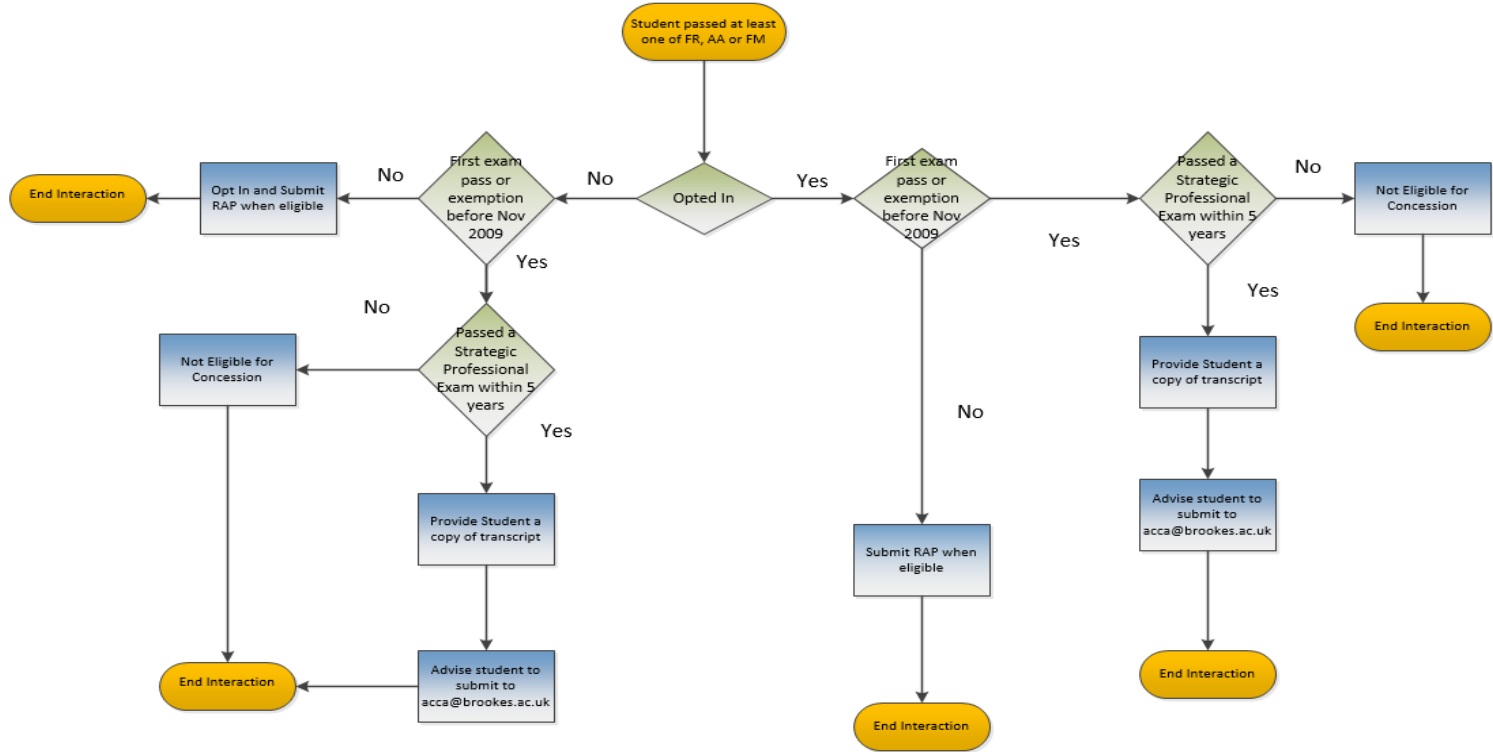 Student passed at least
one of FR, AA or FM
Opted In
No
Yes
First exam
pass or
exemption
before Nov
2009
No
Opt In and Submit
RAP when eligible
End Interaction
Yes
Passed a
Strategic
Professional
Exam within 5
years
No
Not Eligible for
Concession
Yes
Provide Student a
copy of transcript
Advise student to
submit to
acca@brookes.ac.uk
End Interaction
First exam
pass or
exemption
before Nov
2009
No
Submit RAP when
eligible
End Interaction
Yes
Passed a
Strategic
Professional
Exam within 5
years
No
Not Eligible for
Concession
End Interaction
Yes
Provide Student a
copy of transcript
Advise student to
submit to
acca@brookes.ac.uk
End Interaction